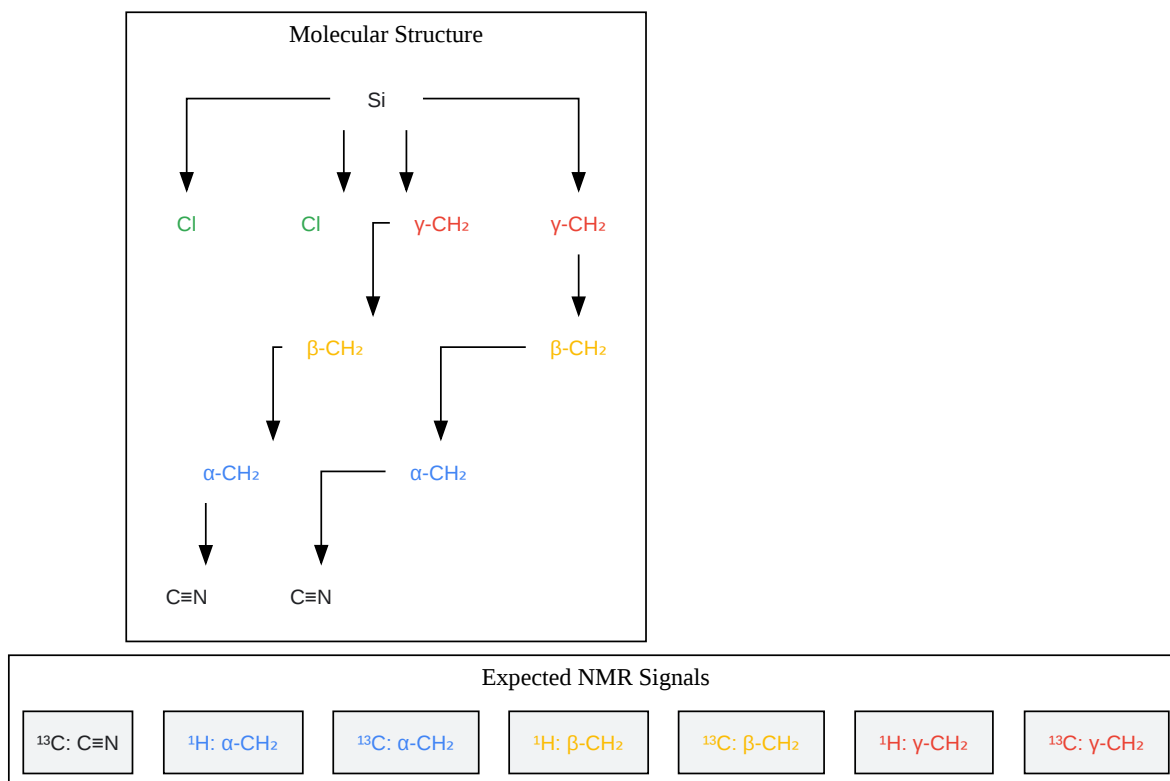 Molecular Structure
Si
Cl Cl γ-CH₂ γ-CH₂
β-CH₂ β-CH₂
α-CH₂ α-CH₂
C≡N C≡N
Expected NMR Signals
¹³C: C≡N ¹H: α-CH₂ ¹³C: α-CH₂ ¹H: β-CH₂ ¹³C: β-CH₂ ¹H: γ-CH₂ ¹³C: γ-CH₂